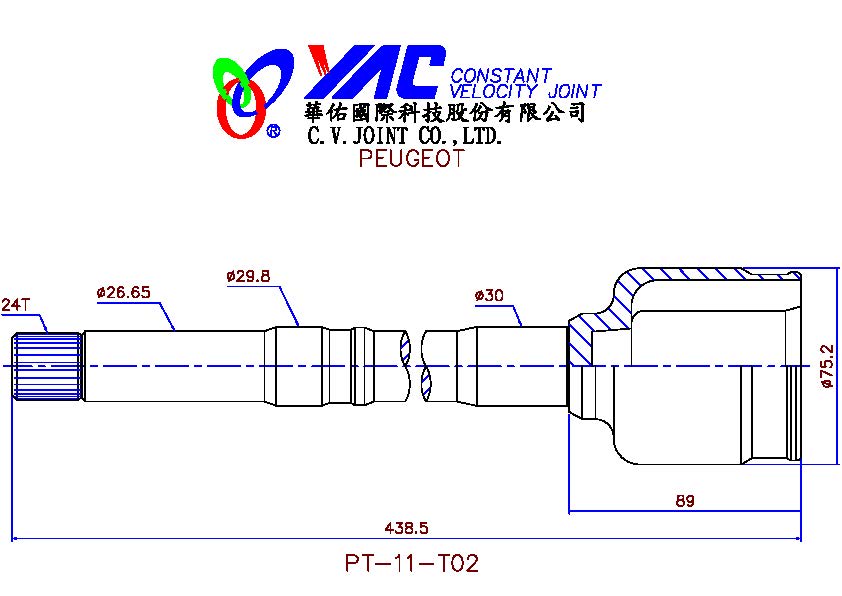 YAC CONSTANT
VELOCITY JOINT
®
華佑國際科技股份有限公司
C.V.JOINT CO.,LTD.
PEUGEOT
24T
ø26.65
ø29.8
ø30
ø75.2
89
438.5
PT-11-T02